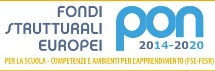 FONDI
STRUTTURALI
EUROPEI
pon
2014-2020
PER LA SCUOLA - COMPETENZE E AMBIENTI PER L'APPRENDIMENTO (FSE-FESR)